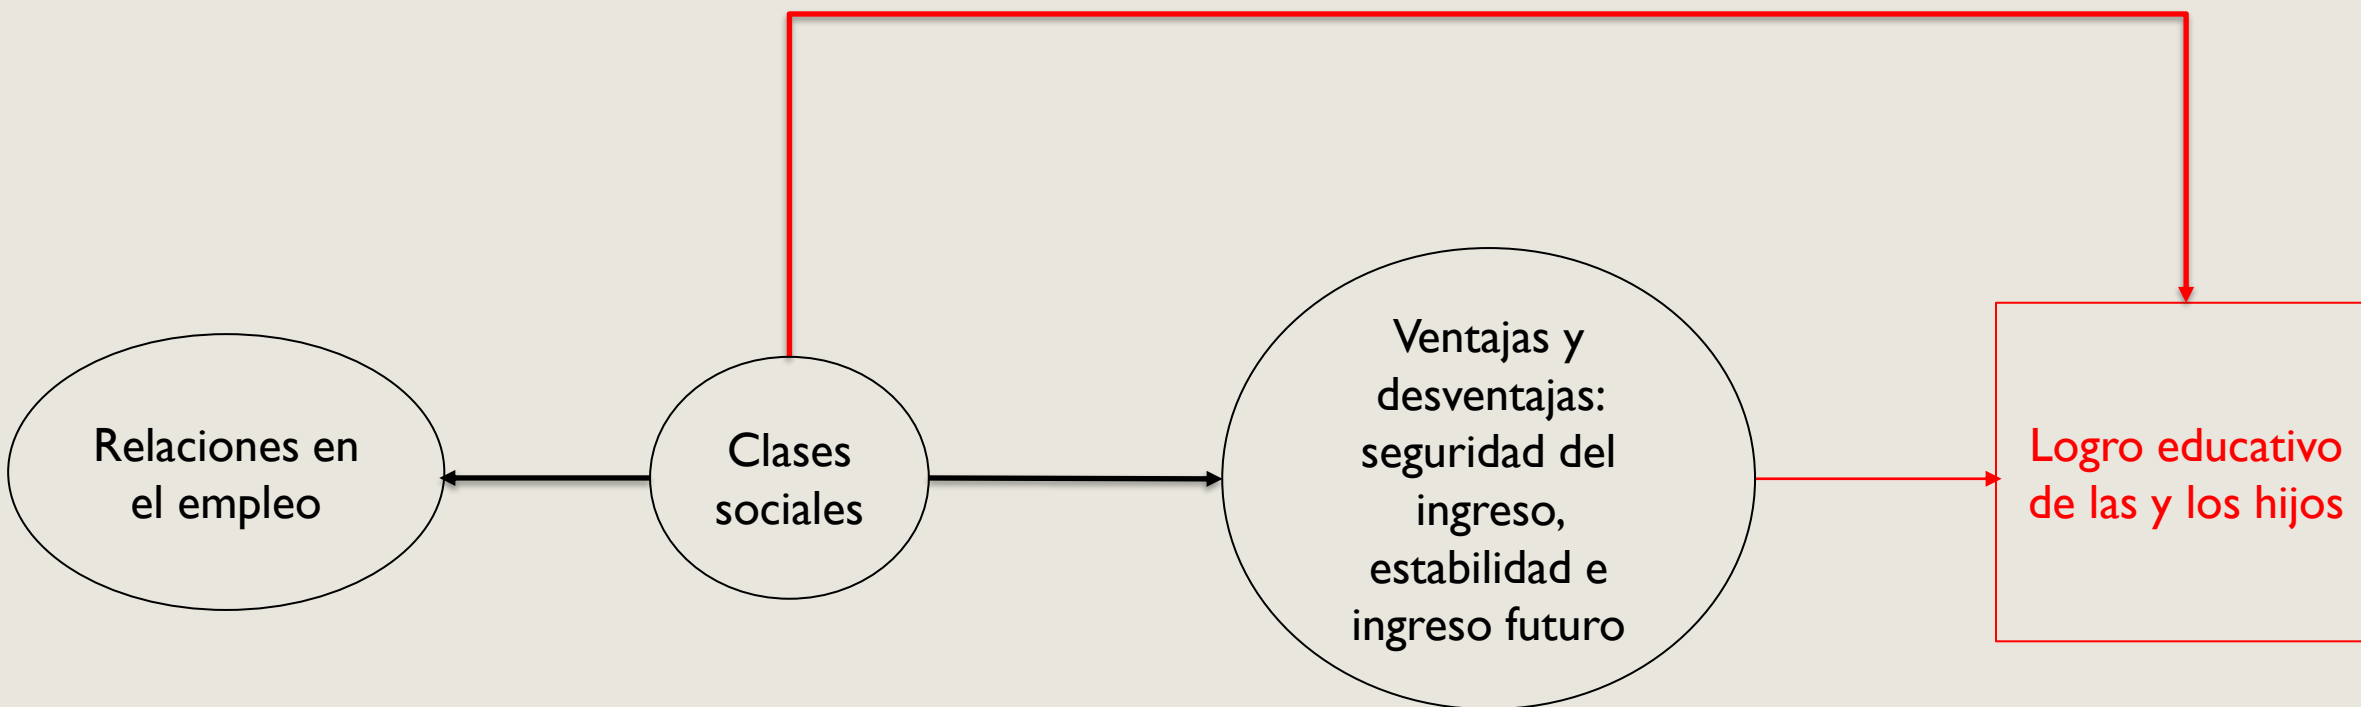 Relaciones en
el empleo
Clases
sociales
Ventajas y
desventajas:
seguridad del
ingreso,
estabilidad e
ingreso futuro
Logro educativo
de las y los hijos